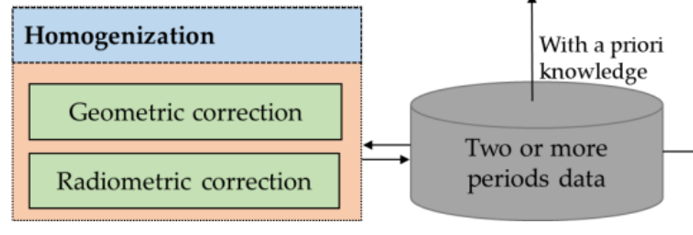 Homogenization
Geometric correction
Radiometric correction
With a priori
knowledge
Two or more
periods data